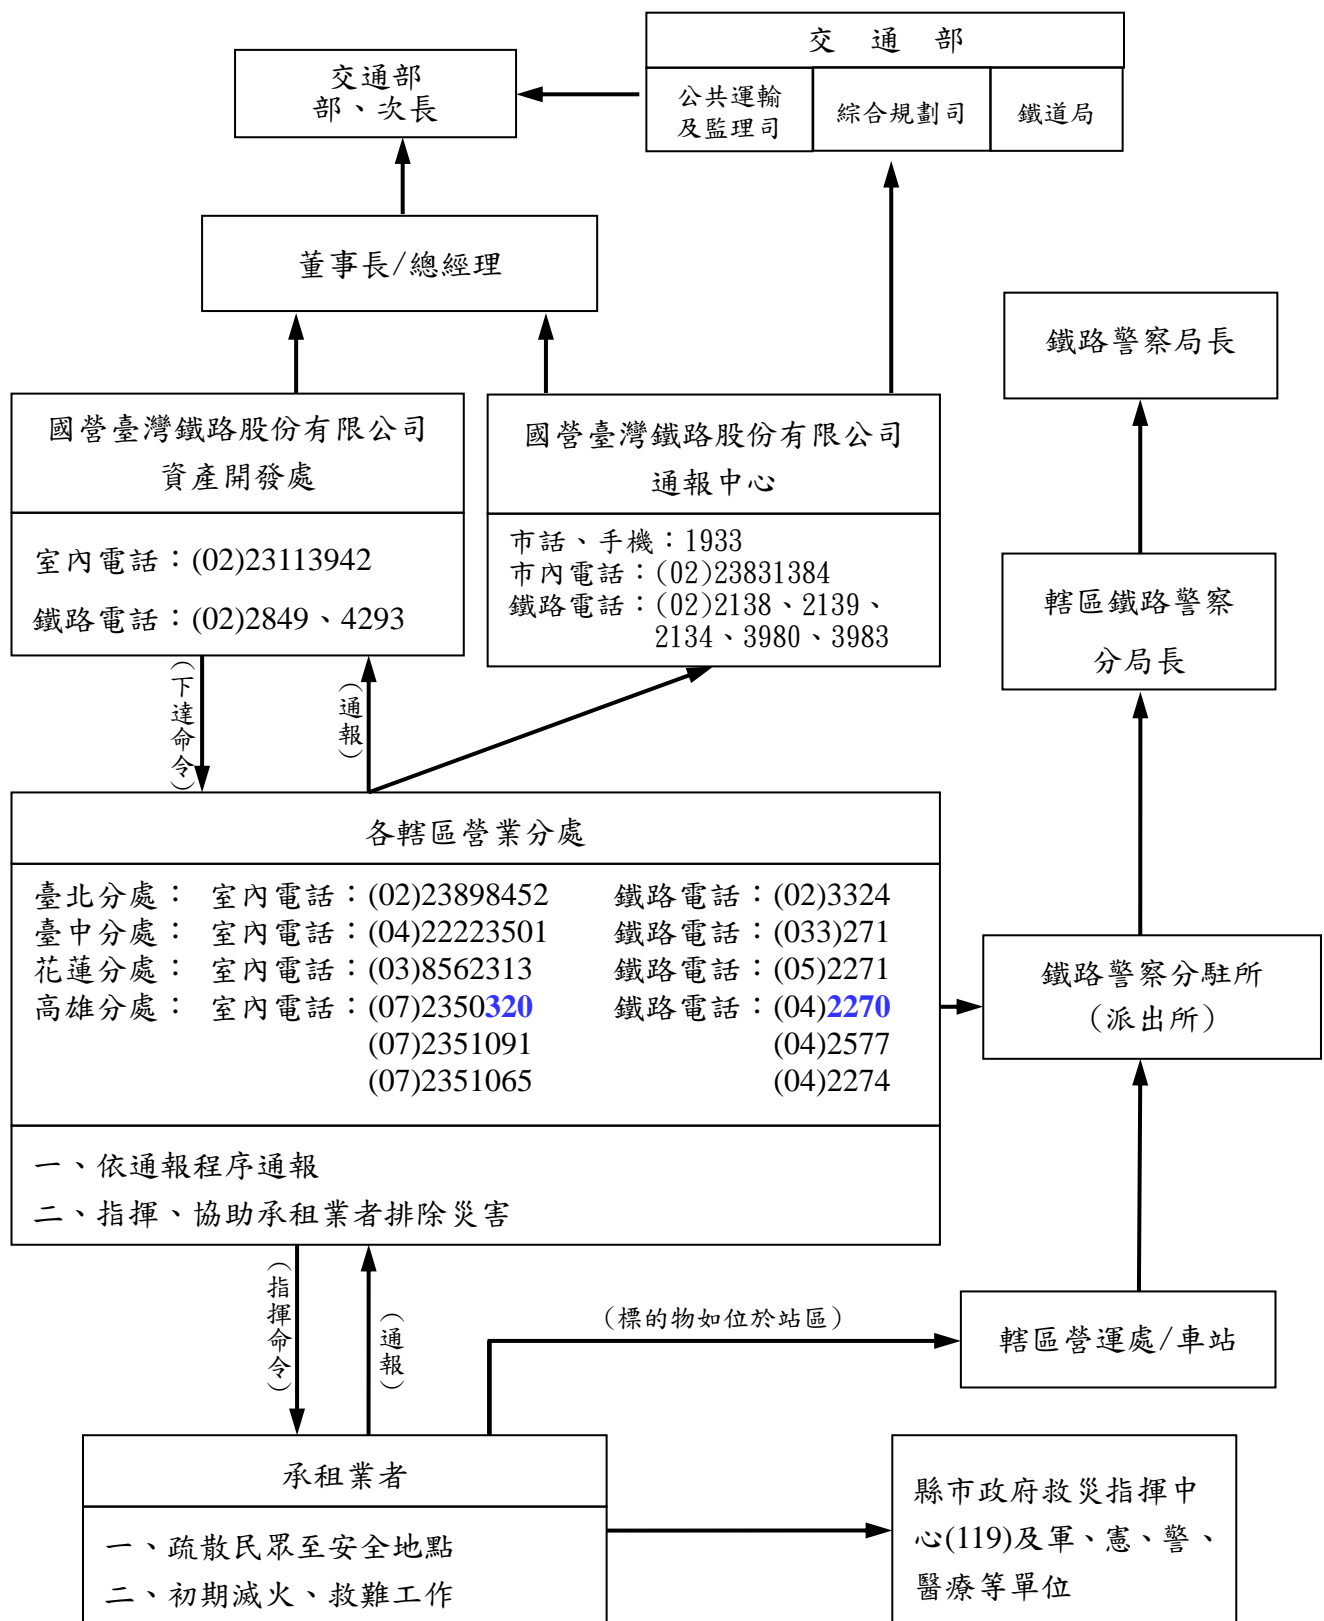 交通部
公共運輸
及監理司
綜合規劃司
鐵道局
交通部
部、次長
董事長/總經理
鐵路警察局長
國營臺灣鐵路股份有限公司
資產開發處
室內電話：(02)23113942
鐵路電話：(02)2849、4293
國營臺灣鐵路股份有限公司
通報中心
市話、手機：1933
市內電話：(02)23831384
鐵路電話：(02)2138、2139、
2134、3980、3983
轄區鐵路警察
分局長
(下達命令)
(通報)
各轄區營業分處
臺北分處： 室內電話：(02)23898452 鐵路電話：(02)3324
臺中分處： 室內電話：(04)22223501 鐵路電話：(033)271
花蓮分處： 室內電話：(03)8562313 鐵路電話：(05)2271
高雄分處： 室內電話：(07)2350320 鐵路電話：(04)2270
(07)2351091 (04)2577
(07)2351065 (04)2274
一、依通報程序通報
二、指揮、協助承租業者排除災害
鐵路警察分駐所
(派出所)
(指揮命令)
(通報)
(標的物如位於站區)
轄區營運處/車站
承租業者
一、疏散民眾至安全地點
二、初期滅火、救難工作
縣市政府救災指揮中
心(119)及軍、憲、警、
醫療等單位